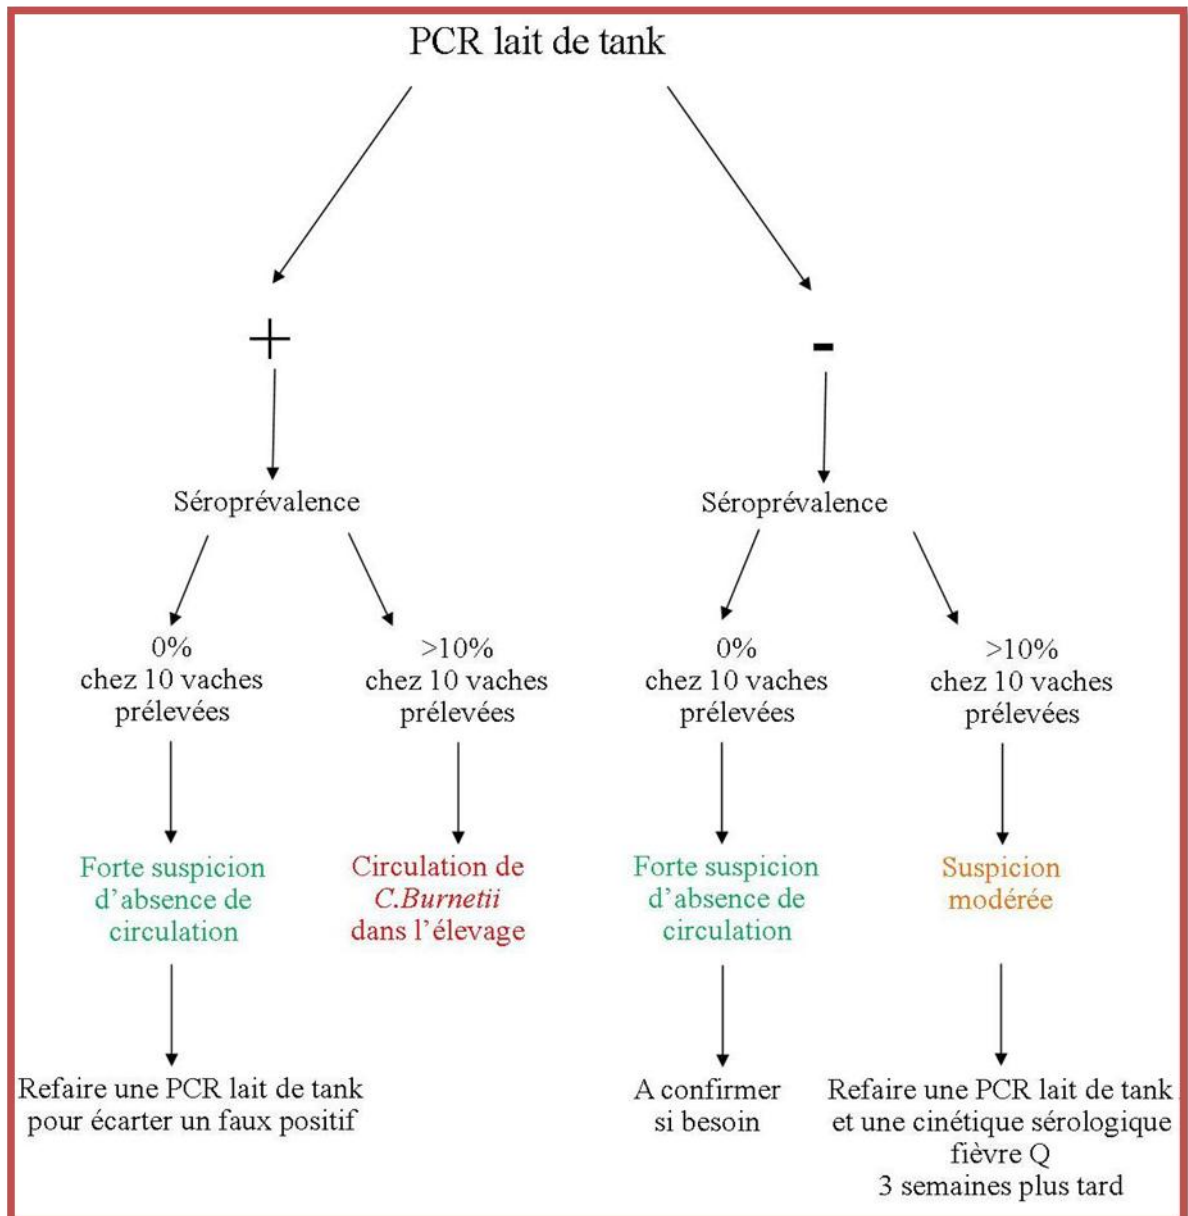 PCR lait de tank
+
-
Séroprévalence
Séroprévalence
0%
chez 10 vaches
prélevées
>10%
chez 10 vaches
prélevées
0%
chez 10 vaches
prélevées
>10%
chez 10 vaches
prélevées
Forte suspicion
d'absence de
circulation
Circulation de
C.Burnetii
dans l'élevage
Forte suspicion
d'absence de
circulation
Suspicion
modérée
Refaire une PCR lait de tank
pour écarter un faux positif
A confirmer
si besoin
Refaire une PCR lait de tank
et une cinétique sérologique
fièvre Q
3 semaines plus tard